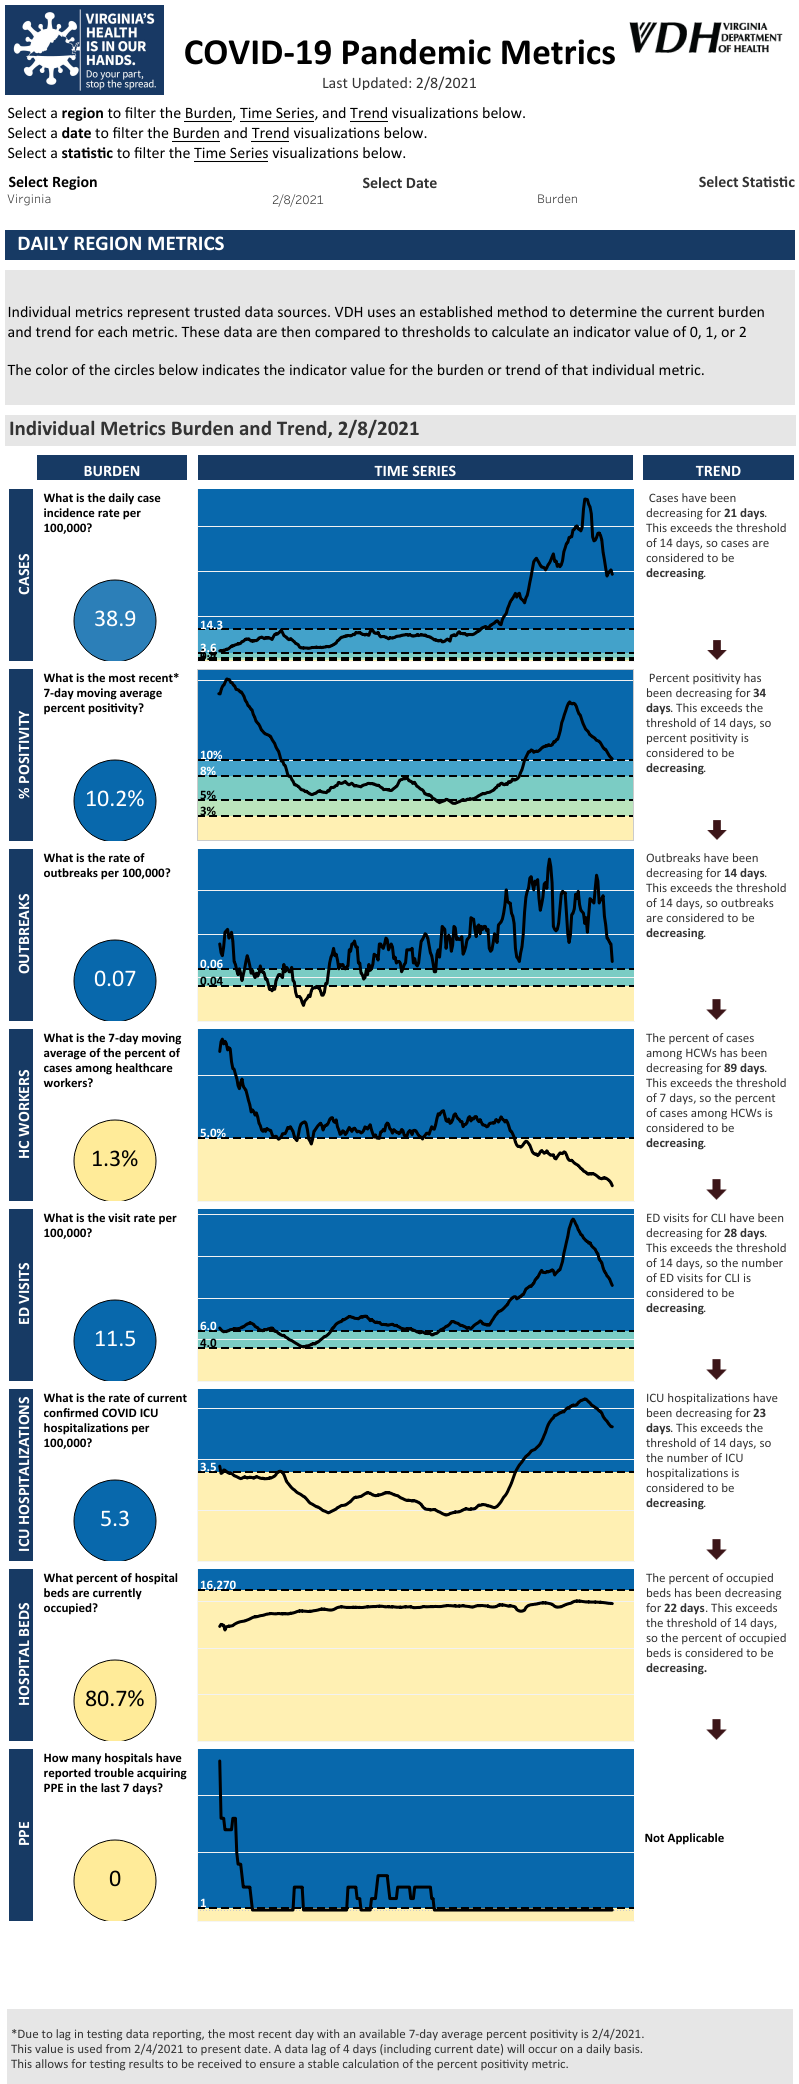 VIRGINIA'S
HEALTH
IS IN OUR
HANDS.
Do your part,
stop the spread.
COVID-19 Pandemic Metrics
Last Updated: 2/8/2021
VDH VIRGINIA
DEPARTMENT
OF HEALTH
Select a region to filter the Burden, Time Series, and Trend visualizations below.
Select a date to filter the Burden and Trend visualizations below.
Select a statistic to filter the Time Series visualizations below.
Select Region
Virginia
Select Date
2/8/2021
Select Statistic
Burden
DAILY REGION METRICS
Individual metrics represent trusted data sources. VDH uses an established method to determine the current burden
and trend for each metric. These data are then compared to thresholds to calculate an indicator value of 0, 1, or 2
The color of the circles below indicates the indicator value for the burden or trend of that individual metric.
Individual Metrics Burden and Trend, 2/8/2021
BURDEN
TIME SERIES
TREND
CASES
What is the daily case
incidence rate per
100,000?
38.9
14.3
3.6
Cases have been
decreasing for 21 days.
This exceeds the threshold
of 14 days, so cases are
considered to be
decreasing.
% POSITIVITY
What is the most recent*
7-day moving average
percent positivity?
10.2%
10%
8%
5%
3%
Percent positivity has
been decreasing for 34
days. This exceeds the
threshold of 14 days, so
percent positivity is
considered to be
decreasing.
OUTBREAKS
What is the rate of
outbreaks per 100,000?
0.07
0.06
0.04
Outbreaks have been
decreasing for 14 days.
This exceeds the threshold
of 14 days, so outbreaks
are considered to be
decreasing.
HC WORKERS
What is the 7-day moving
average of the percent of
cases among healthcare
workers?
1.3%
5.0%
The percent of cases
among HCWs has been
decreasing for 89 days.
This exceeds the threshold
of 7 days, so the percent
of cases among HCWs is
considered to be
decreasing.
ED VISITS
What is the visit rate per
100,000?
11.5
6.0
4.0
ED visits for CLI have been
decreasing for 28 days.
This exceeds the threshold
of 14 days, so the number
of ED visits for CLI is
considered to be
decreasing.
ICU HOSPITALIZATIONS
What is the rate of current
confirmed COVID ICU
hospitalizations per
100,000?
5.3
3.5
ICU hospitalizations have
been decreasing for 23
days. This exceeds the
threshold of 14 days, so
the number of ICU
hospitalizations is
considered to be
decreasing.
HOSPITAL BEDS
What percent of hospital
beds are currently
occupied?
80.7%
16,270
The percent of occupied
beds has been decreasing
for 22 days. This exceeds
the threshold of 14 days,
so the percent of occupied
beds is considered to be
decreasing.
PPE
How many hospitals have
reported trouble acquiring
PPE in the last 7 days?
0
1
Not Applicable
*Due to lag in testing data reporting, the most recent day with an available 7-day average percent positivity is 2/4/2021.
This value is used from 2/4/2021 to present date. A data lag of 4 days (including current date) will occur on a daily basis.
This allows for testing results to be received to ensure a stable calculation of the percent positivity metric.